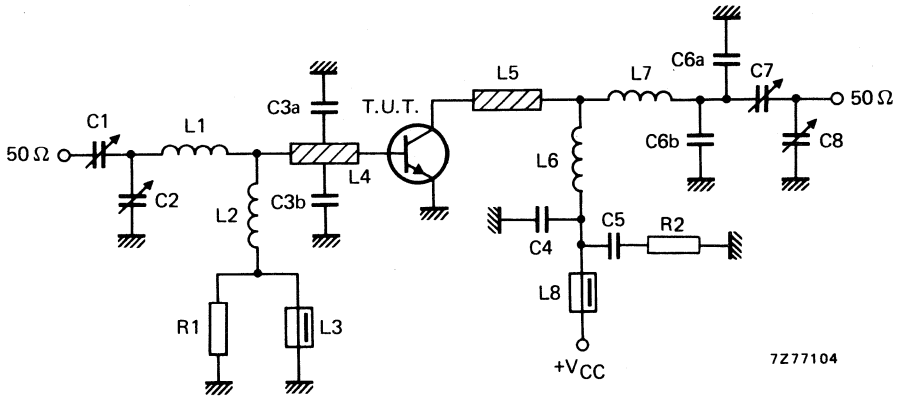 C6a
L5
L7
C7
50 Ω
C3a
T.U.T.
C1
L1
C6b
C8
50 Ω
L6
L4
C2
L2
C3b
C4
C5
R2
L8
R1
L3
+VCC
7Z77104